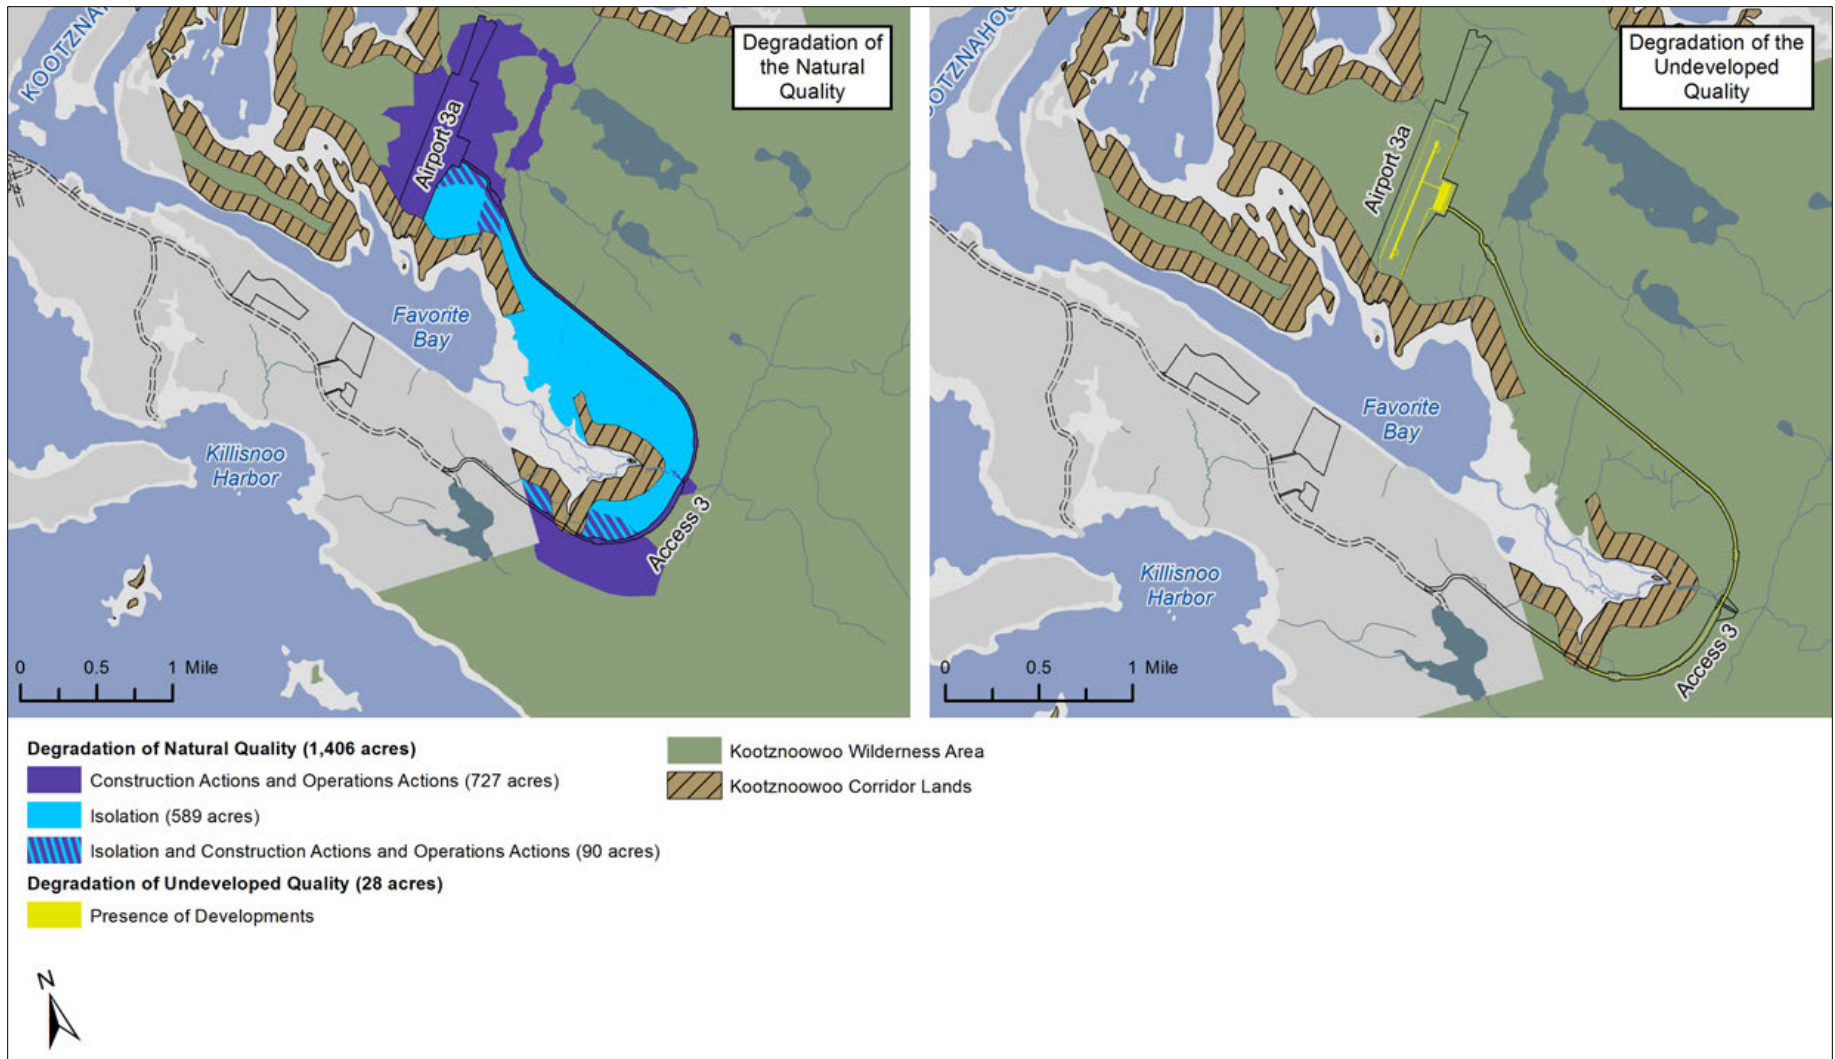 KOOTZNAH
Degradation of
the Natural
Quality
Airport 3a
Favorite
Bay
Killisnoo
Harbor
Access 3
0 0.5 1 Mile
OOTZNAHOO
Degradation of the
Undeveloped
Quality
Airport 3a
Favorite
Bay
Killisnoo
Harbor
Access 3
0 0.5 1 Mile
Degradation of Natural Quality (1,406 acres)
Construction Actions and Operations Actions (727 acres)
Isolation (589 acres)
Isolation and Construction Actions and Operations Actions (90 acres)
Degradation of Undeveloped Quality (28 acres)
Presence of Developments
Kootznoowoo Wilderness Area
Kootznoowoo Corridor Lands
N